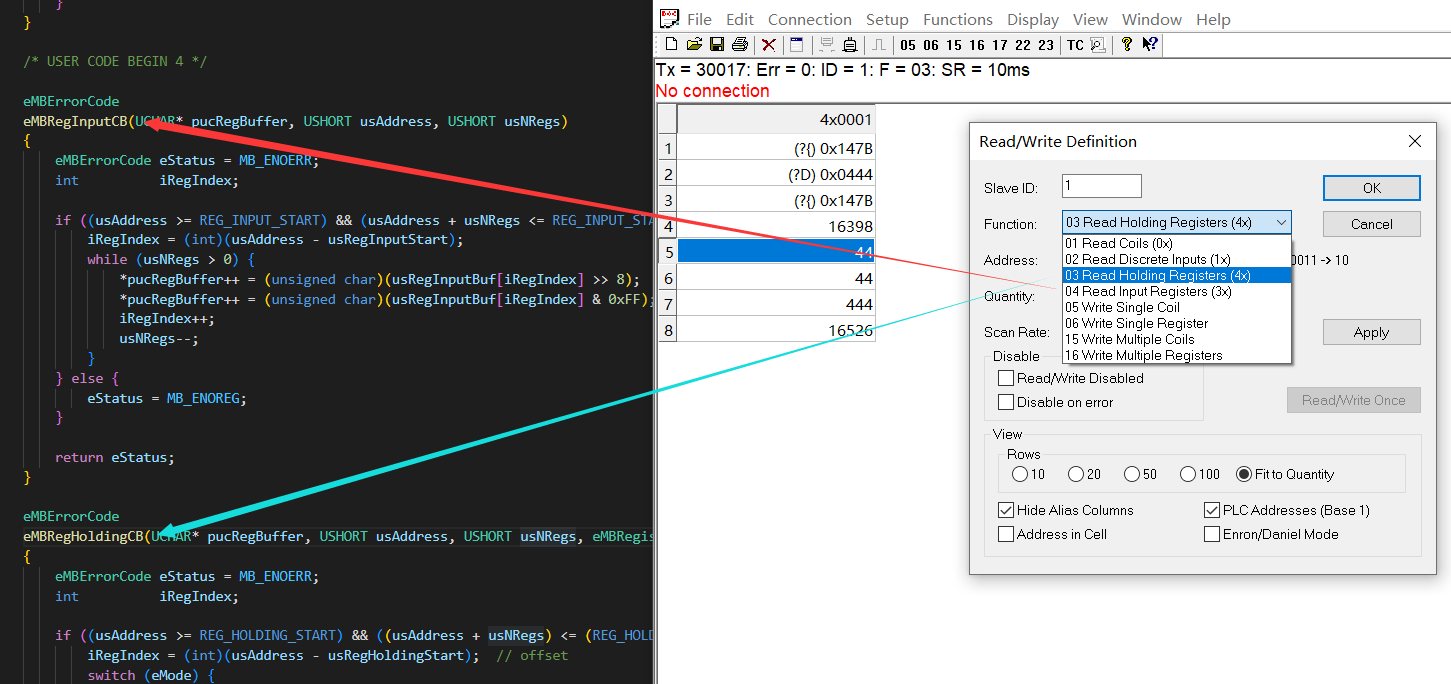 }
}
/* USER CODE BEGIN 4 */
eMBErrorCode
eMBRegInputCB(UCHAR* pucRegBuffer, USHORT usAddress, USHORT usNRegs)
{
eMBErrorCode eStatus = MB_ENOERR;
int iRegIndex;
if ((usAddress >= REG_INPUT_START) && (usAddress + usNRegs <= REG_INPUT_STA
iRegIndex = (int)(usAddress - usRegInputStart);
while (usNRegs > 0) {
*pucRegBuffer++ = (unsigned char)(usRegInputBuf[iRegIndex] >> 8);
*pucRegBuffer++ = (unsigned char)(usRegInputBuf[iRegIndex] & 0xFF);
iRegIndex++;
usNRegs--;
}
} else {
eStatus = MB_ENOREG;
}
return eStatus;
}
eMBErrorCode
eMBRegHoldingCB(UCHAR* pucRegBuffer, USHORT usAddress, USHORT usNRegs, eMBRegis
{
eMBErrorCode eStatus = MB_ENOERR;
int iRegIndex;
if ((usAddress >= REG_HOLDING_START) && ((usAddress + usNRegs) <= (REG_HOLD
iRegIndex = (int)(usAddress - usRegHoldingStart); // offset
switch (eMode) {
File Edit Connection Setup Functions Display View Window Help
05 06 15 16 17 22 23 TC
Tx = 30017: Err = 0: ID = 1: F = 03: SR = 10ms
No connection
4x0001
1 (?{) 0x147B
2 (?D) 0x0444
3 (?{) 0x147B
4 16398
5 44
6 44
7 444
8 16526
Read/Write Definition
Slave ID: 1
OK
Function: 03 Read Holding Registers (4x)
Cancel
01 Read Coils (0x)
02 Read Discrete Inputs (1x)
Address: 0011 -> 10
03 Read Holding Registers (4x)
04 Read Input Registers (3x)
Quantity:
05 Write Single Coil
06 Write Single Register
Scan Rate:
Apply
15 Write Multiple Coils
16 Write Multiple Registers
Disable
Read/Write Disabled
Disable on error
Read/Write Once
View
Rows
10 20 50 100 Fit to Quantity
Hide Alias Columns PLC Addresses (Base 1)
Address in Cell Enron/Daniel Mode